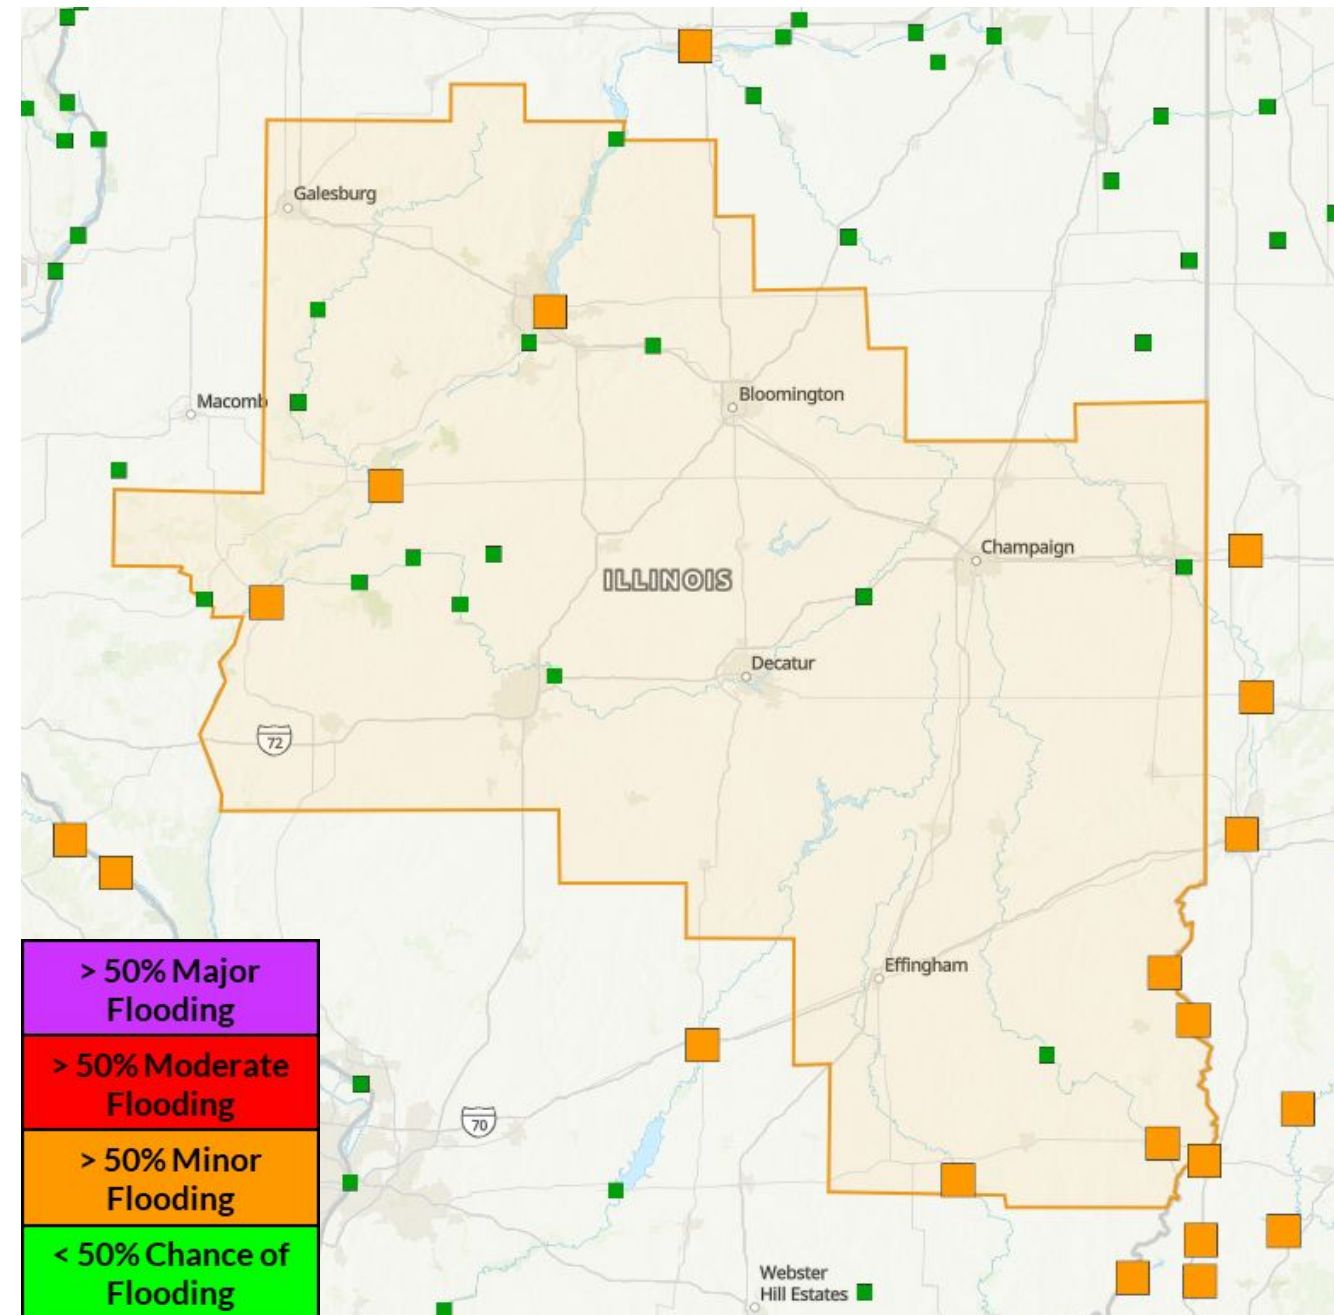 Galesburg
Macomb
Bloomington
Champaign
ILLINOIS
Decatur
72
Effingham
> 50% Major
Flooding
> 50% Moderate
Flooding
> 50% Minor
Flooding
< 50% Chance of
Flooding
70
Webster
Hill Estates